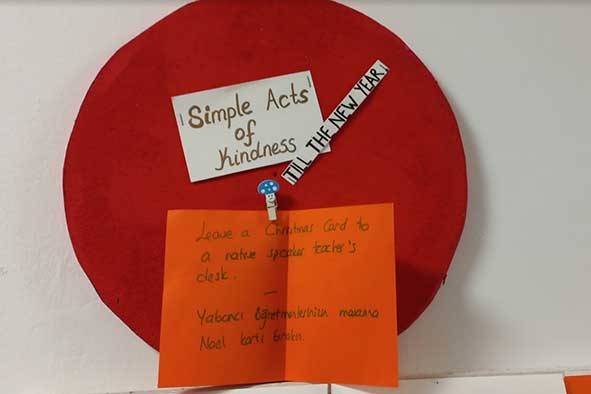 Simple Acts
of
Kindness
TILL THE NEW YEAR!
Leave a Christmas Card to
a native speaker teacher's
desk.
Yabancı öğretmenlerinizin masasına
Noel kartı bırakın.